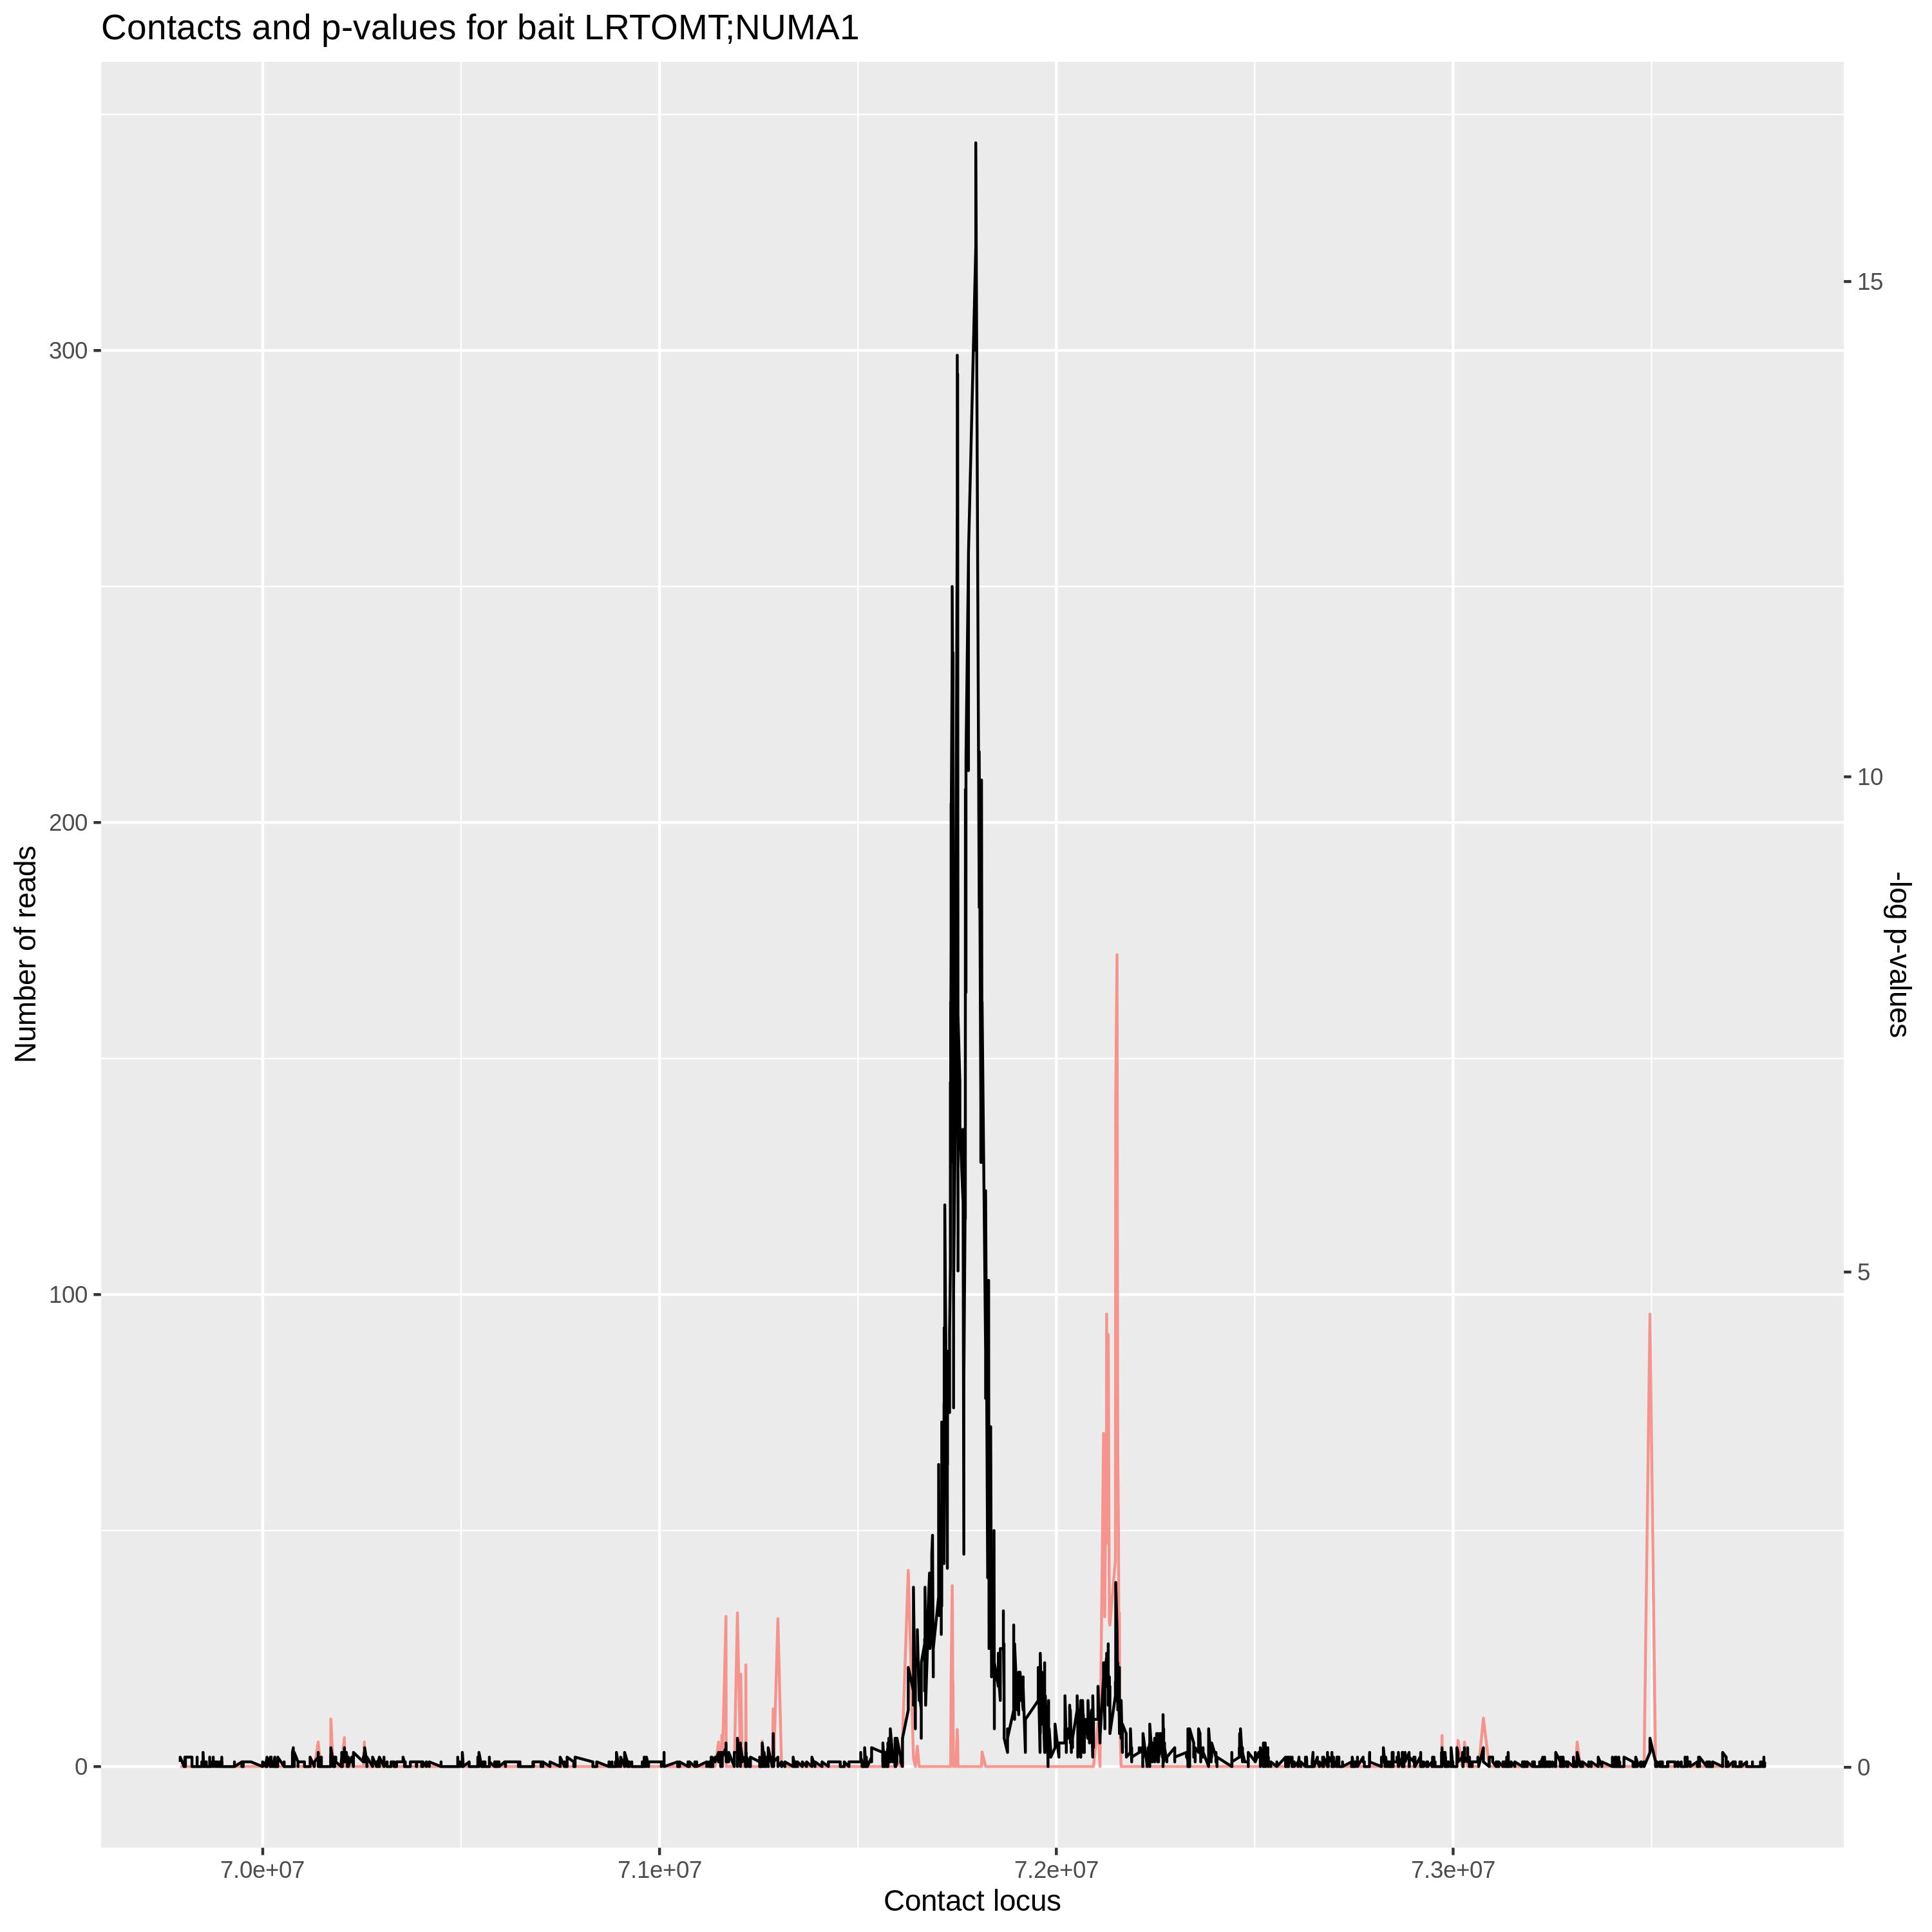 Contacts and p-values for bait LRTOMT;NUMA1
300
200
100
0
Number of reads
15
10
5
0
-log p-values
7.0e+07
7.1e+07
7.2e+07
7.3e+07
Contact locus